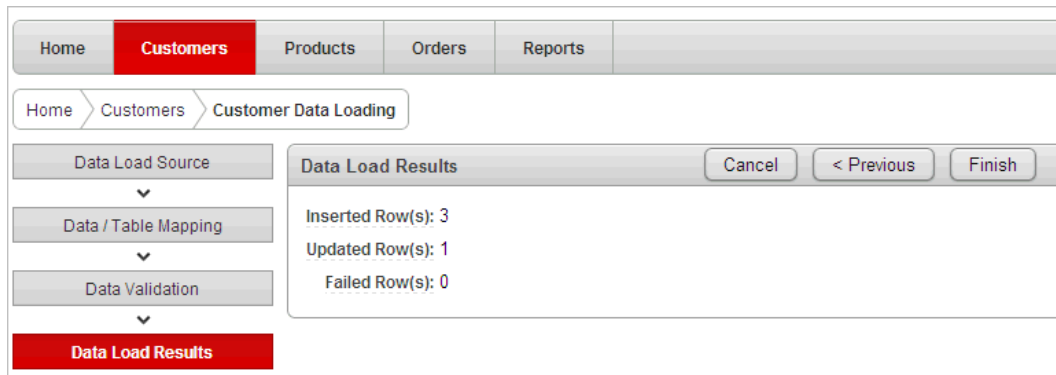 Home Customers Products Orders Reports
Home Customers Customer Data Loading
Data Load Source
Data / Table Mapping
Data Validation
Data Load Results
Data Load Results Cancel < Previous Finish
Inserted Row(s): 3
Updated Row(s): 1
Failed Row(s): 0